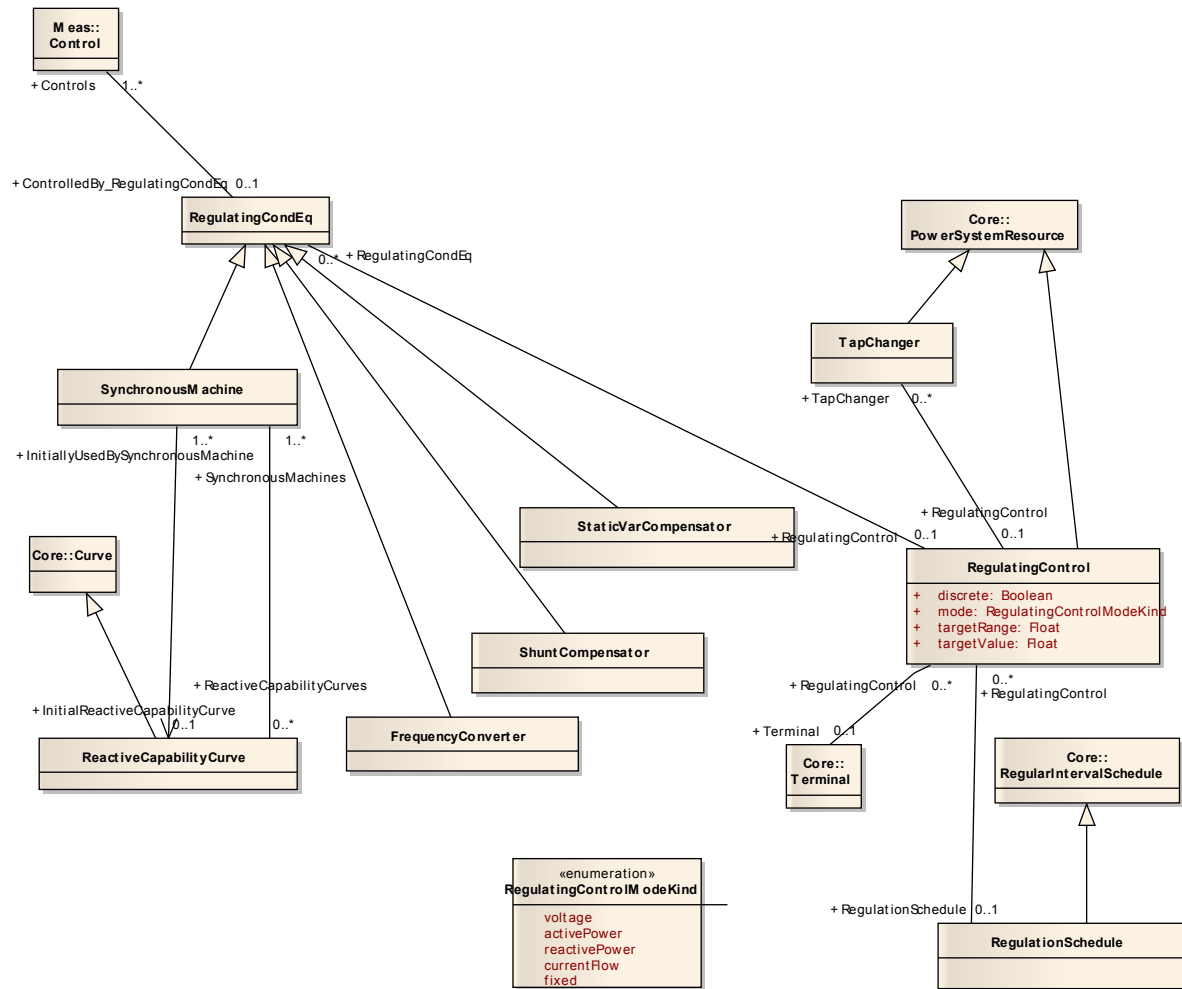 Meas::
Control
+ Controls 1..*
+ ControlledBy_RegulatingCondEq 0..1
RegulatingCondEq
0..* + RegulatingCondEq
Core::
PowerSystemResource
TapChanger
+ TapChanger 0..*
SynchronousMachine
1..* 1..*
+ InitiallyUsedBySynchronousMachine
+ SynchronousMachines
+ RegulatingControl
0..1
StaticVarCompensator
+ RegulatingControl 0..1
Core::Curve
RegulatingControl
+ discrete: Boolean
+ mode: RegulatingControlModeKind
+ targetRange: Float
+ targetValue: Float
ShuntCompensator
+ ReactiveCapabilityCurves
+ InitialReactiveCapabilityCurve
0..1 0..*
ReactiveCapabilityCurve
FrequencyConverter
+ RegulatingControl 0..*
0..*
+ RegulatingControl
+ Terminal 0..1
Core::
Terminal
Core::
RegularIntervalSchedule
«enumeration»
RegulatingControlModeKind
voltage
activePower
reactivePower
currentFlow
fixed
+ RegulationSchedule 0..1
RegulationSchedule